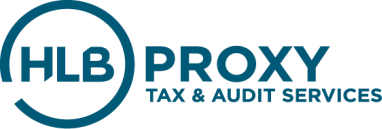 HLB PROXY
TAX & AUDIT SERVICES